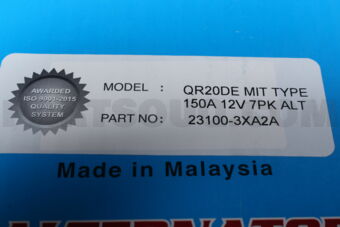 AWARDED
ISO 9001-2015
QUALITY
SYSTEM
MODEL : QR20DE MIT TYPE
150A 12V 7PK ALT
PART NO: 23100-3XA2A
Made in Malaysia
ALTERNATOR